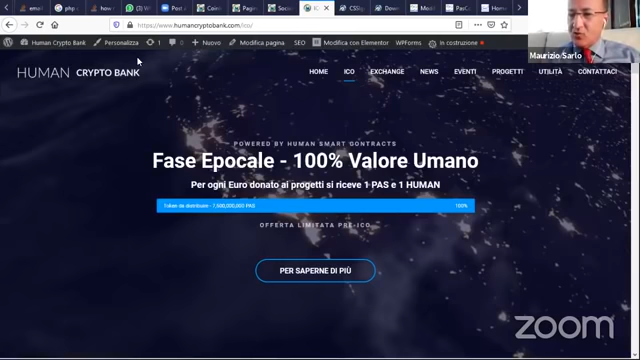 https://www.humancryptobank.com/ico/
Human Crypto Bank
Personalizza
1
+ Nuovo
Modifica pagina
SEO
Modifica con Elementor
WPForms
In costruzione
Maurizio Sarlo
HUMAN CRYPTO BANK
HOME
ICO
EXCHANGE
NEWS
EVENTI
PROGETTI
UTILITÀ
CONTATTACI
POWERED BY HUMAN SMART CONTRACTS
Fase Epocale - 100% Valore Umano
Per ogni Euro donato ai progetti si riceve 1 PAS e 1 HUMAN
Token da distribuire - 7,500,000,000 PAS 100%
OFFERTA LIMITATA PRE-ICO
PER SAPERNE DI PIÙ
zoom